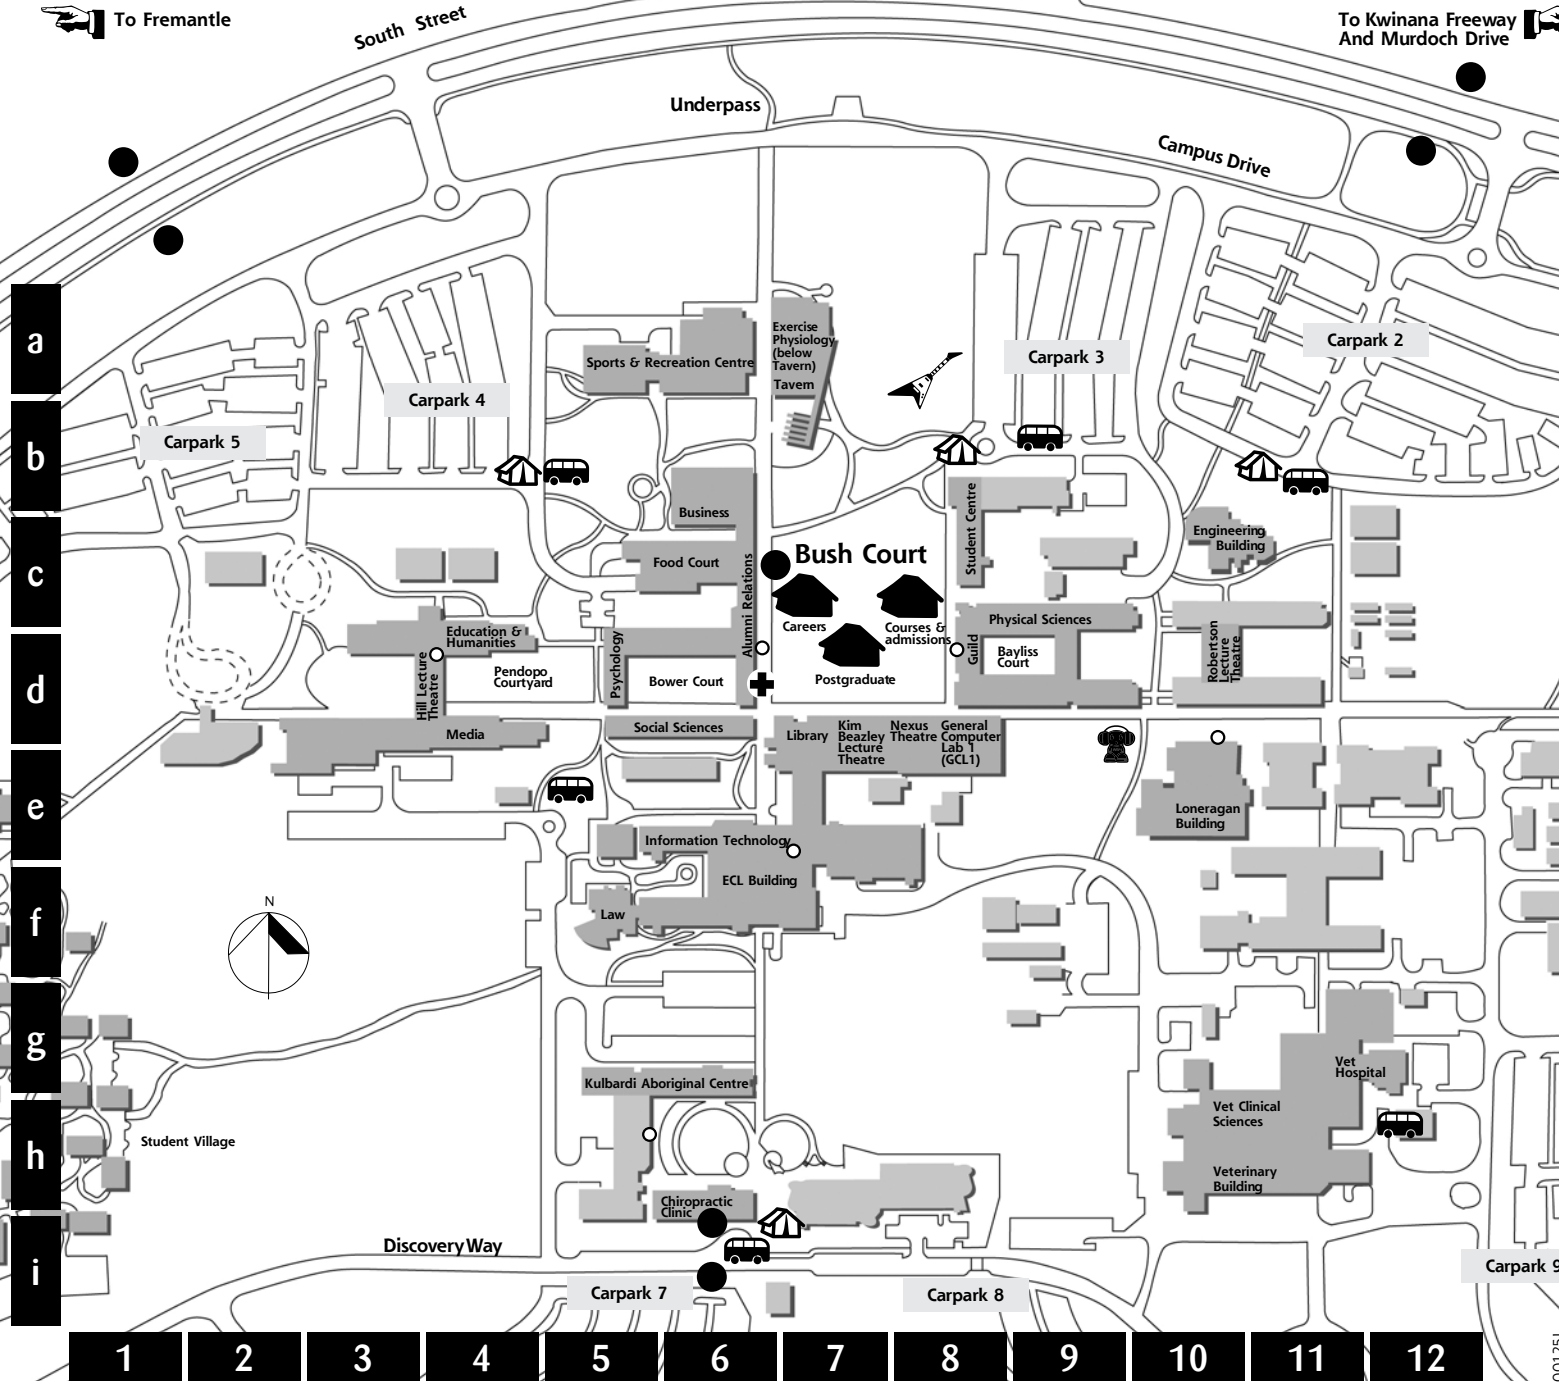 To Fremantle
South Street
To Kwinana Freeway
And Murdoch Drive
Underpass
Campus Drive
a
Exercise
Physiology
(below
Tavern)
Tavern
Sports & Recreation Centre
Carpark 3
Carpark 2
Carpark 4
b
Carpark 5
Business
Student Centre
Engineering
Building
c
Food Court
Alumni Relations
Bush Court
Careers
Courses &
admissions
Physical Sciences
Education &
Humanities
Psychology
Guild
Bayliss
Court
Robertson
Lecture
Theatre
d
Hill Lecture
Theatre
Pendopo
Courtyard
Bower Court
Postgraduate
Media
Social Sciences
Library
Kim
Beazley
Lecture
Theatre
Nexus
Theatre
General
Computer
Lab 1
(GCL1)
e
Loneragan
Building
Information Technology
ECL Building
f
Law
N
g
Vet
Hospital
Kulbardi Aboriginal Centre
Vet Clinical
Sciences
h
Student Village
Veterinary
Building
Chiropractic
Clinic
Discovery Way
i
Carpark 7
Carpark 8
Carpark 9
1 2 3 4 5 6 7 8 9 10 11 12